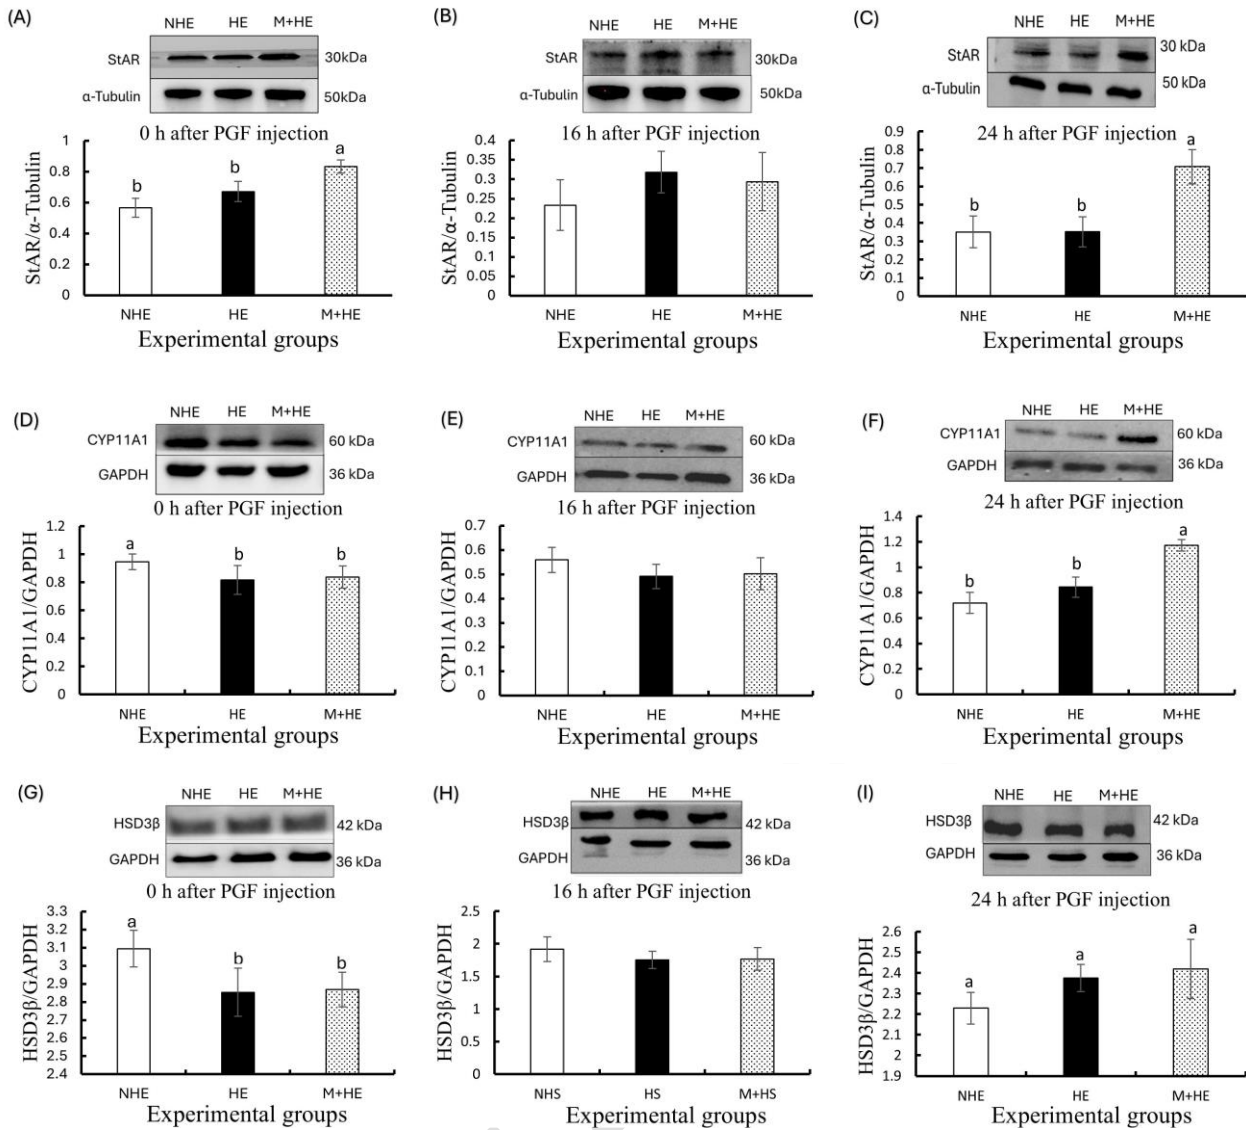 (A)
NHE HE M+HE
StAR 30kDa
α-Tubulin 50kDa
0 h after PGF injection
StAR/α-Tubulin
1
0.8
0.6
0.4
0.2
0
b b a
NHE HE M+HE
Experimental groups
(B)
NHE HE M+HE
StAR 30kDa
α-Tubulin 50kDa
16 h after PGF injection
StAR/α-Tubulin
0.4
0.35
0.3
0.25
0.2
0.15
0.1
0.05
0
NHE HE M+HE
Experimental groups
(C)
NHE HE M+HE
StAR 30 kDa
α-Tubulin 50 kDa
24 h after PGF injection
StAR/α-Tubulin
0.9
0.8
0.7
0.6
0.5
0.4
0.3
0.2
0.1
0
b b a
NHE HE M+HE
Experimental groups
(D)
NHE HE M+HE
CYP11A1 60 kDa
GAPDH 36 kDa
0 h after PGF injection
CYP11A1/GAPDH
1.2
1
0.8
0.6
0.4
0.2
0
a b b
NHE HE M+HE
Experimental groups
(E)
NHE HE M+HE
CYP11A1 60 kDa
GAPDH 36 kDa
16 h after PGF injection
CYP11A1/GAPDH
0.7
0.6
0.5
0.4
0.3
0.2
0.1
0
NHE HE M+HE
Experimental groups
(F)
NHE HE M+HE
CYP11A1 60 kDa
GAPDH 36 kDa
24 h after PGF injection
CYP11A1/GAPDH
1.4
1.2
1
0.8
0.6
0.4
0.2
0
b b a
NHE HE M+HE
Experimental groups
(G)
NHE HE M+HE
HSD3β 42 kDa
GAPDH 36 kDa
0 h after PGF injection
HSD3β/GAPDH
3.3
3.2
3.1
3
2.9
2.8
2.7
2.6
2.5
2.4
a b b
NHE HE M+HE
Experimental groups
(H)
NHE HE M+HE
HSD3β 42 kDa
GAPDH 36 kDa
16 h after PGF injection
HSD3β/GAPDH
2.5
2
1.5
1
0.5
0
NHS HS M+HS
Experimental groups
(I)
NHE HE M+HE
HSD3β 42 kDa
GAPDH 36 kDa
24 h after PGF injection
HSD3β/GAPDH
2.6
2.5
2.4
2.3
2.2
2.1
2
1.9
a a a
NHE HE M+HE
Experimental groups